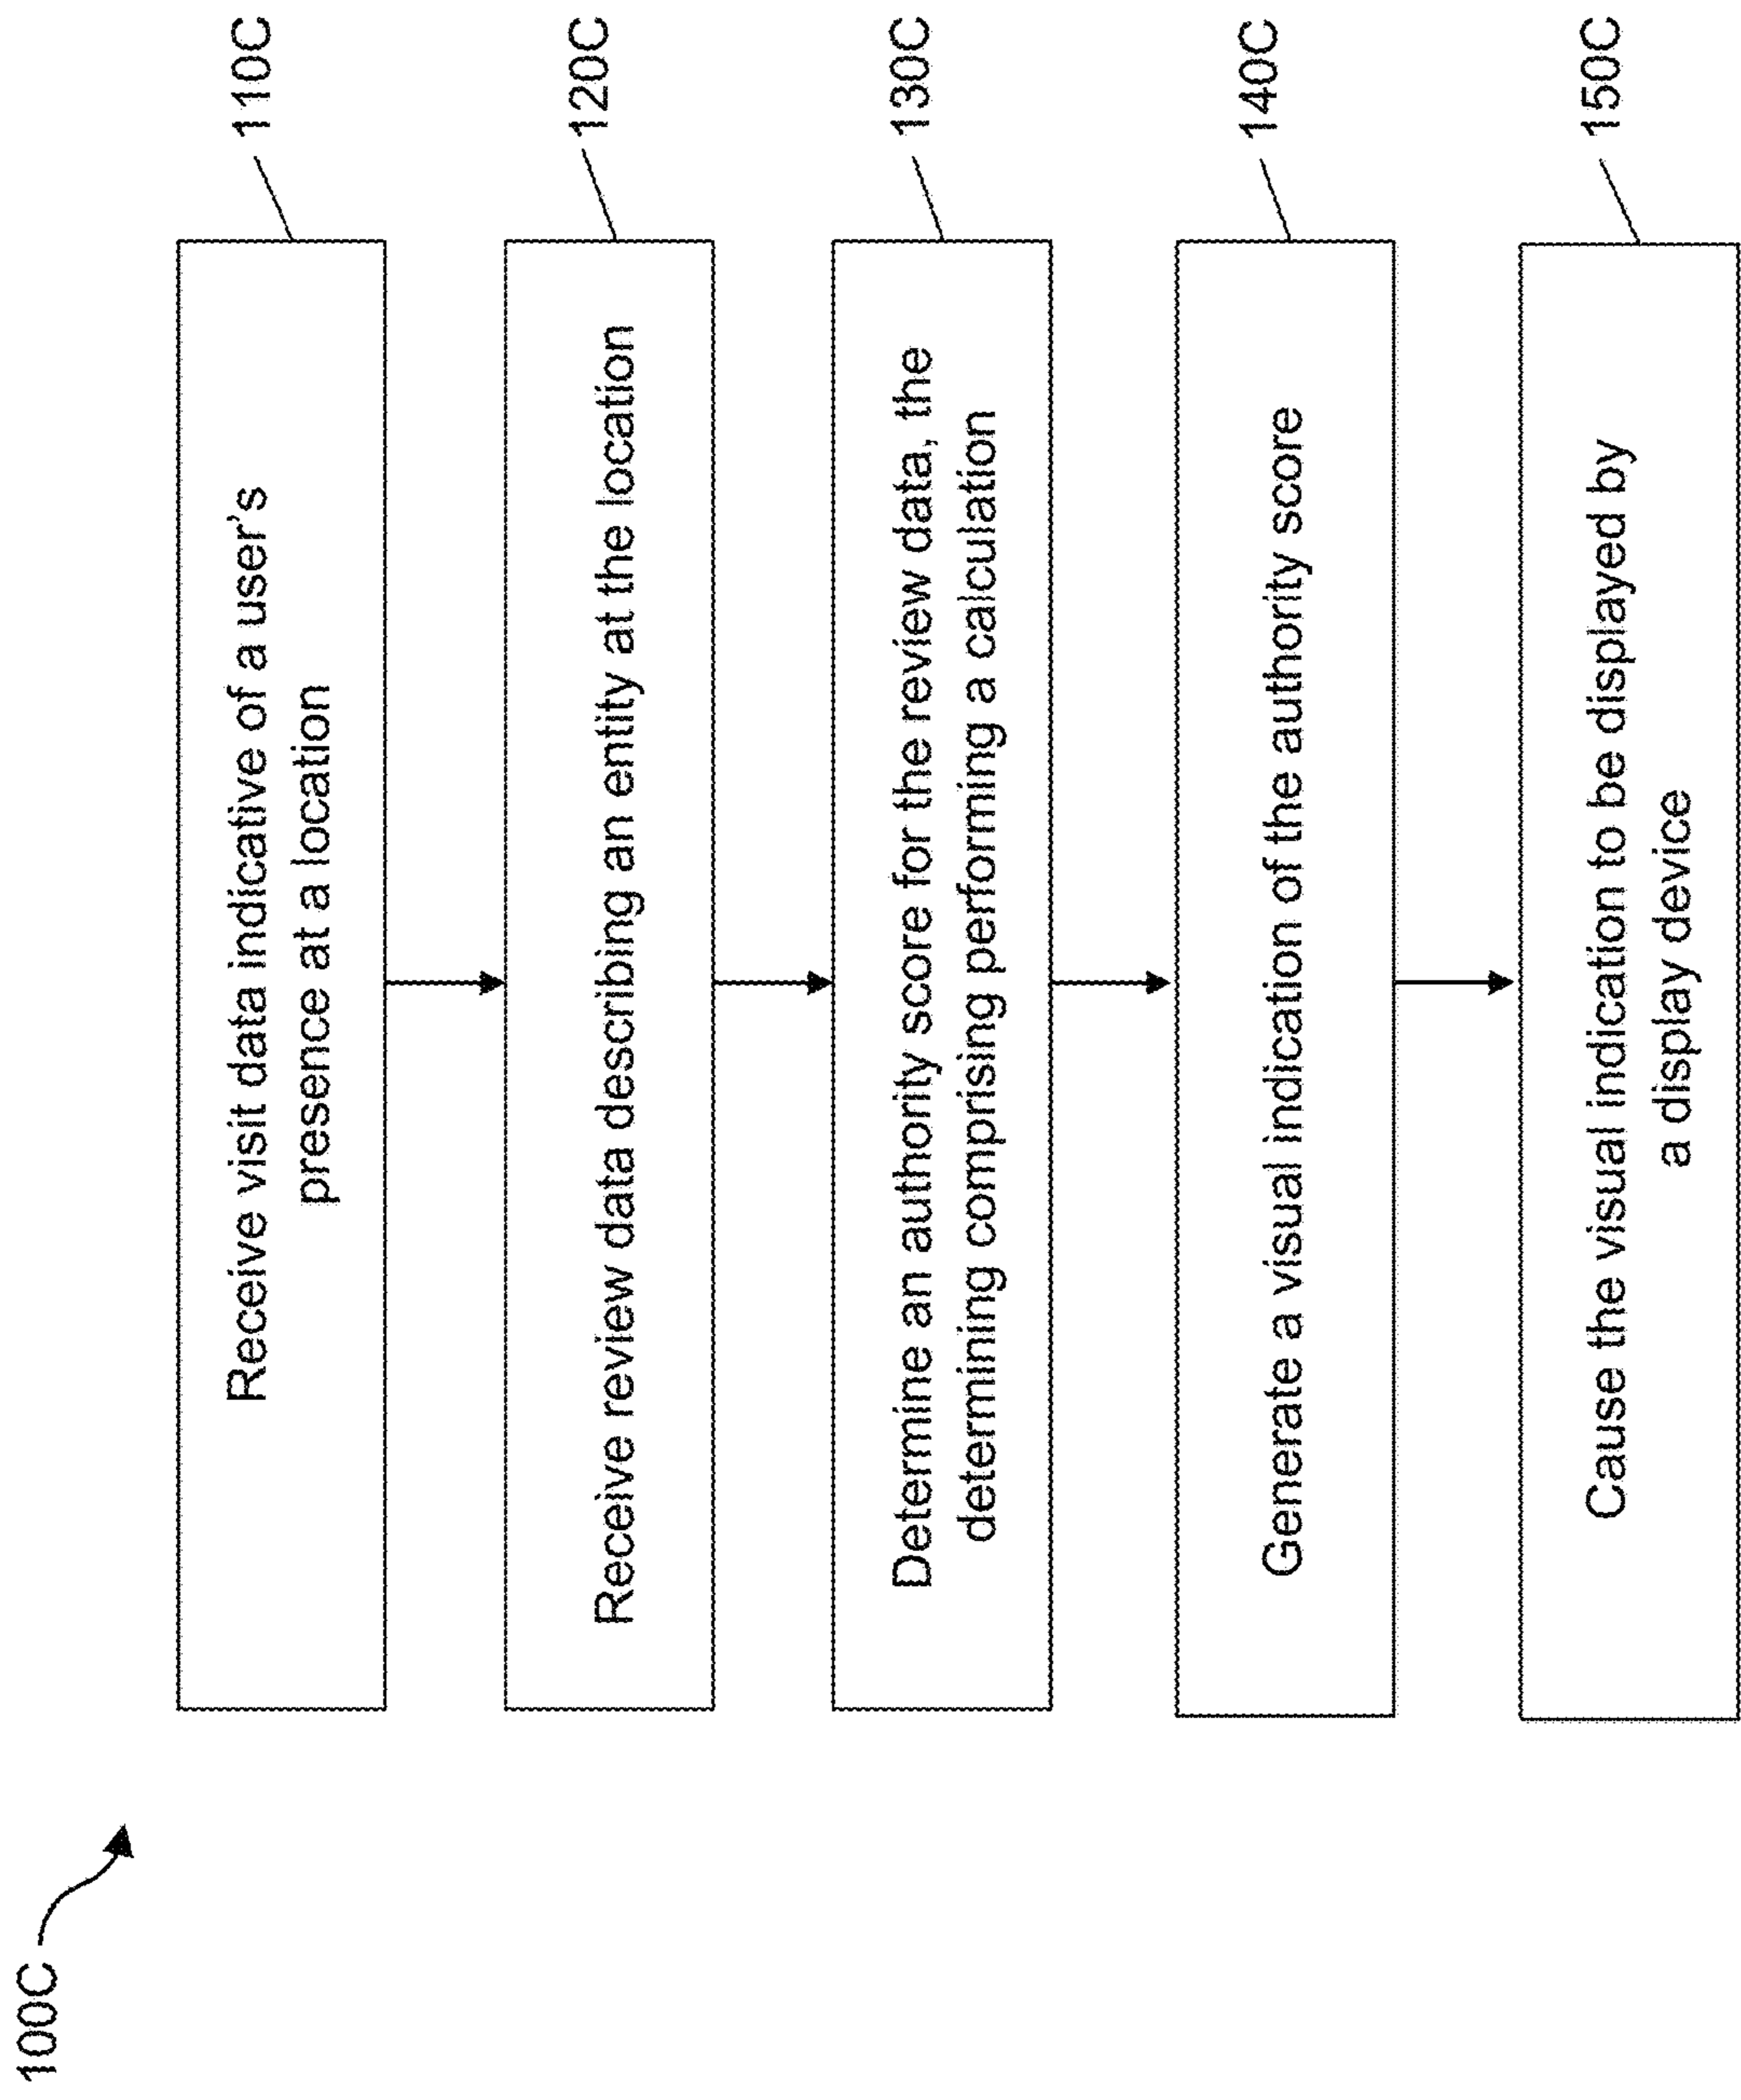 100C
Receive visit data indicative of a user's
presence at a location
110C
Receive review data describing an entity at the location
120C
Determine an authority score for the review data, the
determining comprising performing a calculation
130C
Generate a visual indication of the authority score
140C
Cause the visual indication to be displayed by
a display device
150C